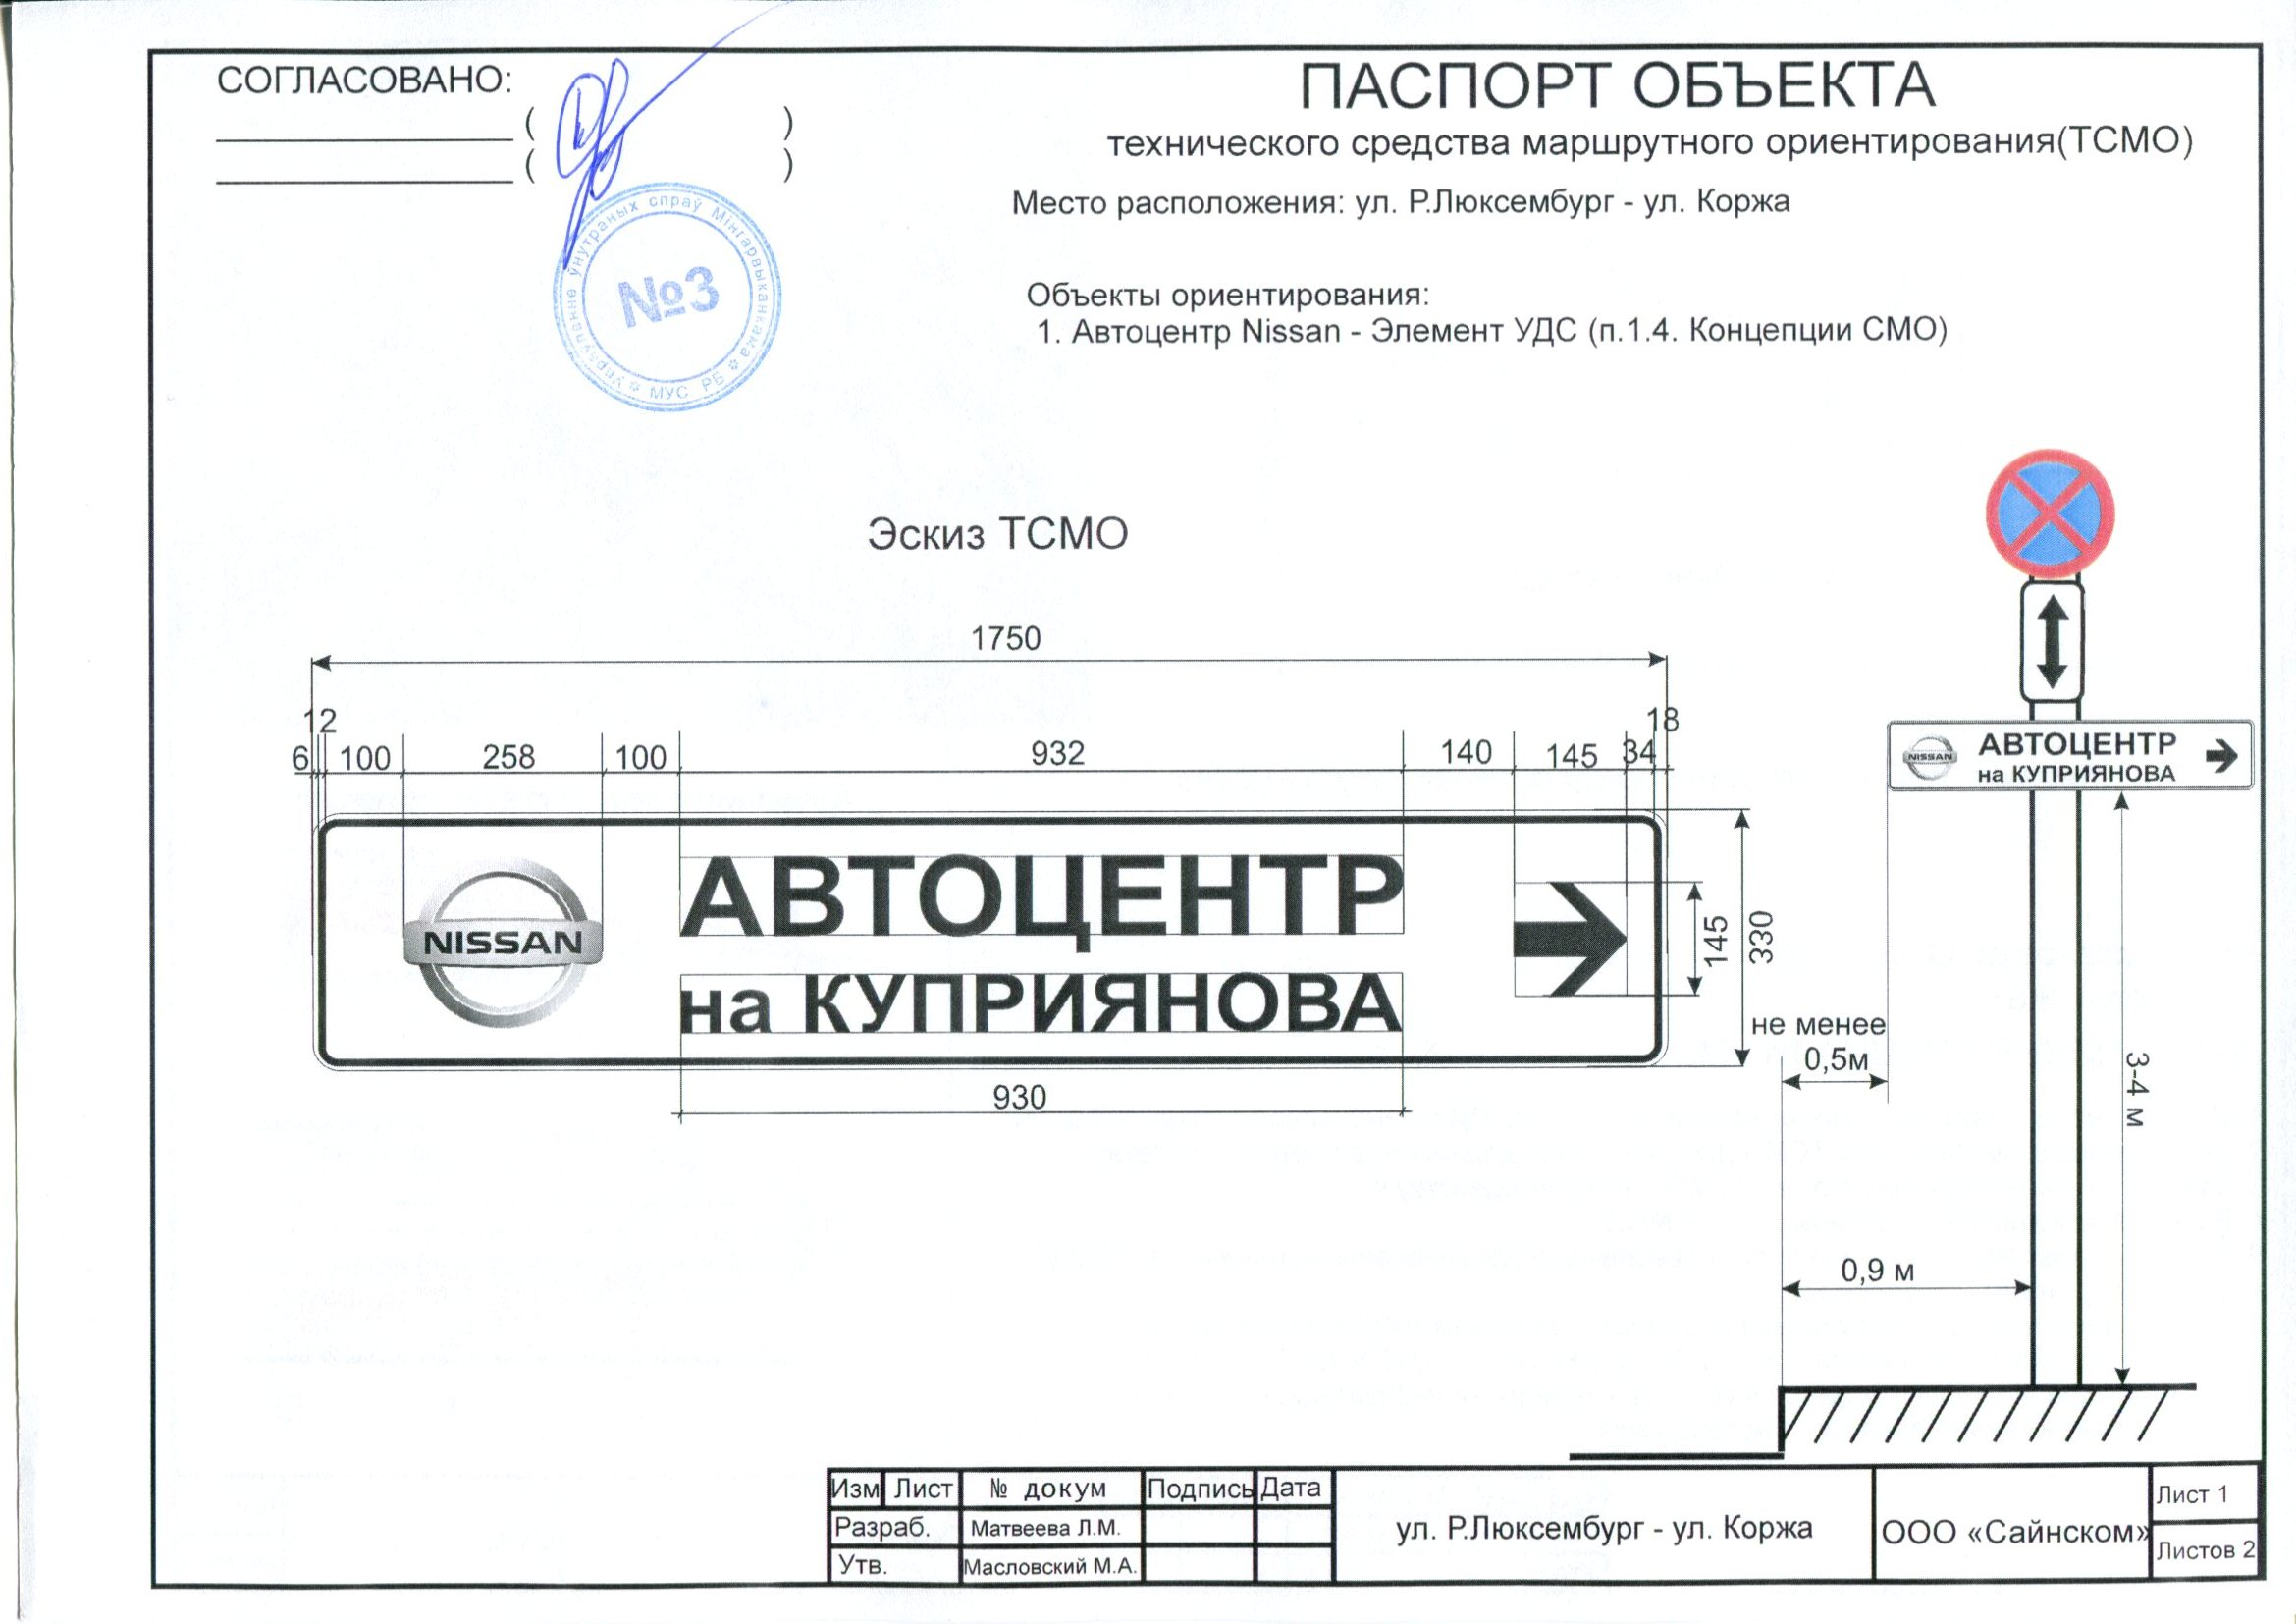 СОГЛАСОВАНО:
( )
( )
Упраўленне ўнутраных спраў Мінгарвыканкама
МУС РБ
№3
ПАСПОРТ ОБЪЕКТА
технического средства маршрутного ориентирования(ТСМО)
Место расположения: ул. Р.Люксембург - ул. Коржа
Объекты ориентирования:
1. Автоцентр Nissan - Элемент УДС (п.1.4. Концепции СМО)
Эскиз ТСМО
1750
12
18
6 100 258 100 932 140 145 34
NISSAN
АВТОЦЕНТР
на КУПРИЯНОВА
145
330
930
NISSAN
АВТОЦЕНТР
на КУПРИЯНОВА
не менее
0,5м
3-4 м
0,9 м
Изм Лист № докум Подпись Дата
Разраб. Матвеева Л.М.
Утв. Масловский М.А.
ул. Р.Люксембург - ул. Коржа
ООО «Сайнском»
Лист 1
Листов 2